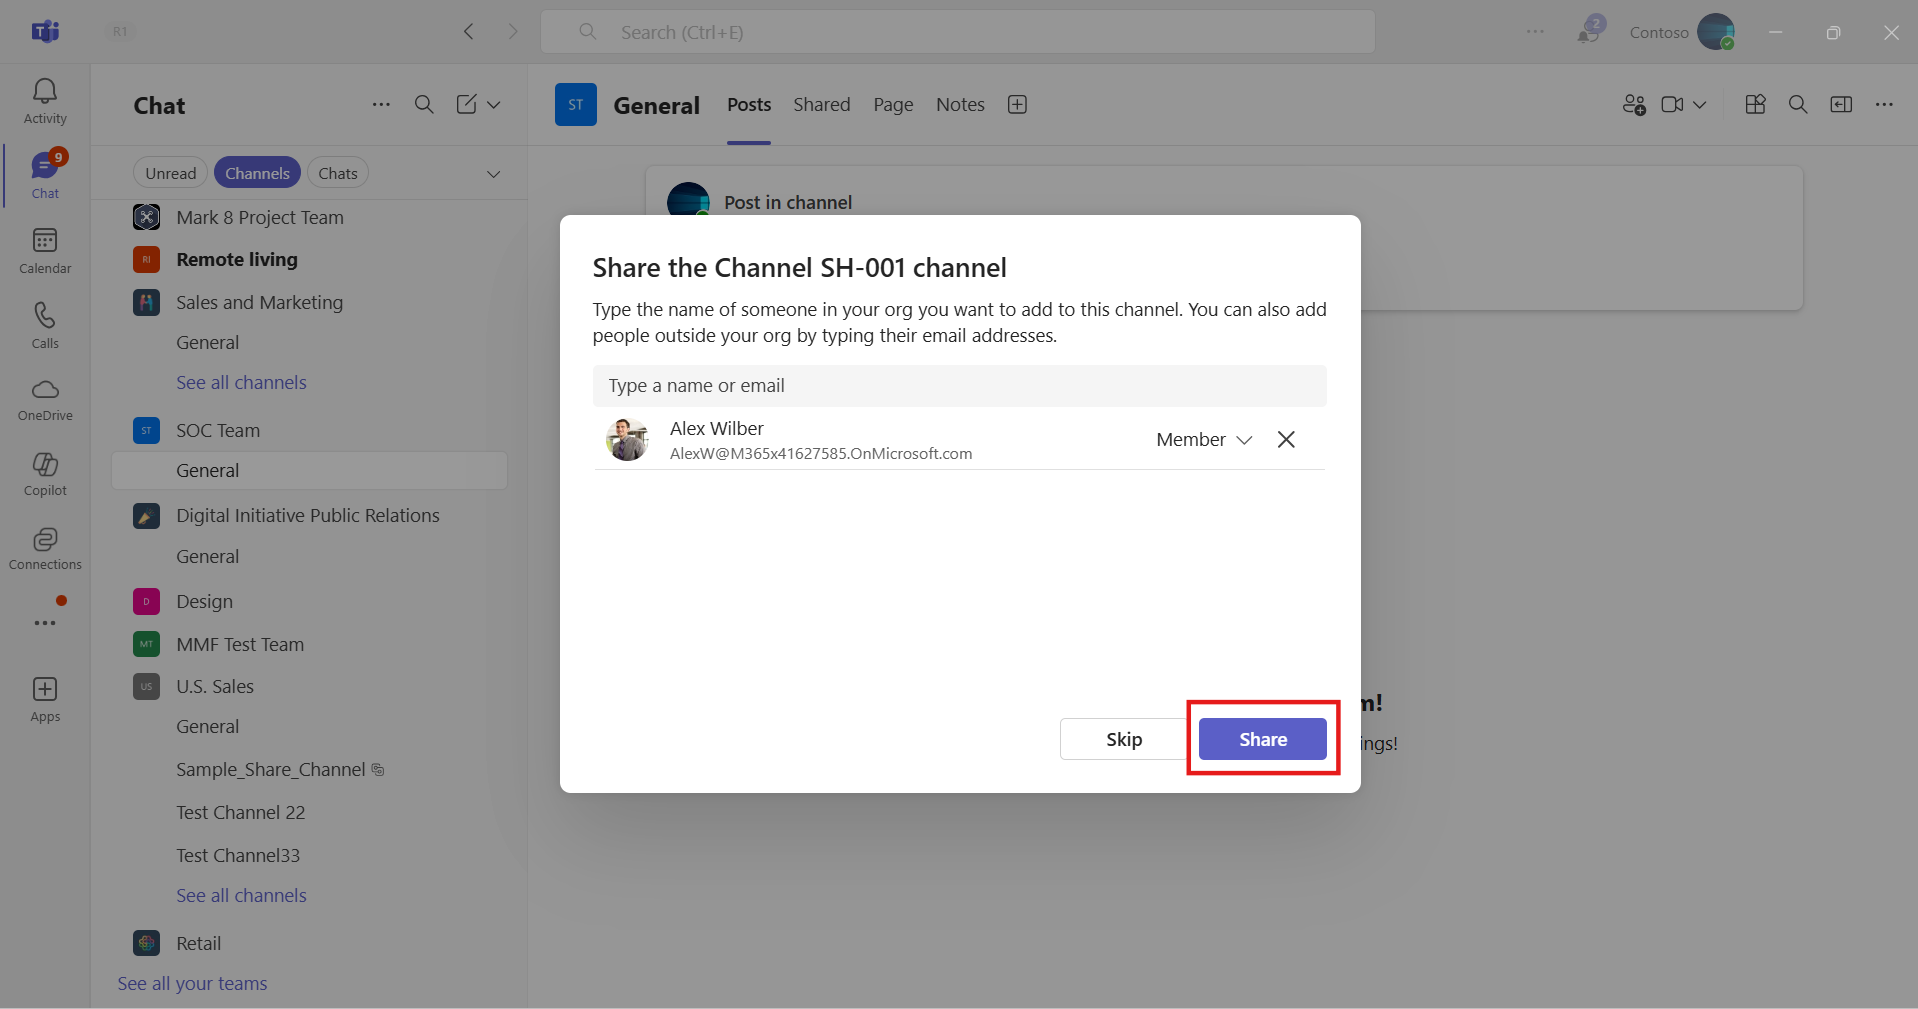 R1
Search (Ctrl+E)
2
Contoso
Activity
9
Chat
Calendar
Calls
OneDrive
Copilot
Connections
Apps
Chat
Unread
Channels
Chats
Mark 8 Project Team
RI
Remote living
Sales and Marketing
General
See all channels
ST
SOC Team
General
Digital Initiative Public Relations
General
D
Design
MT
MMF Test Team
US
U.S. Sales
General
Sample_Share_Channel
Test Channel 22
Test Channel33
See all channels
Retail
See all your teams
ST
General
Posts
Shared
Page
Notes
Post in channel
Share the Channel SH-001 channel
Type the name of someone in your org you want to add to this channel. You can also add
people outside your org by typing their email addresses.
Type a name or email
Alex Wilber
AlexW@M365x41627585.OnMicrosoft.com
Member
Skip
Share
m!
ings!